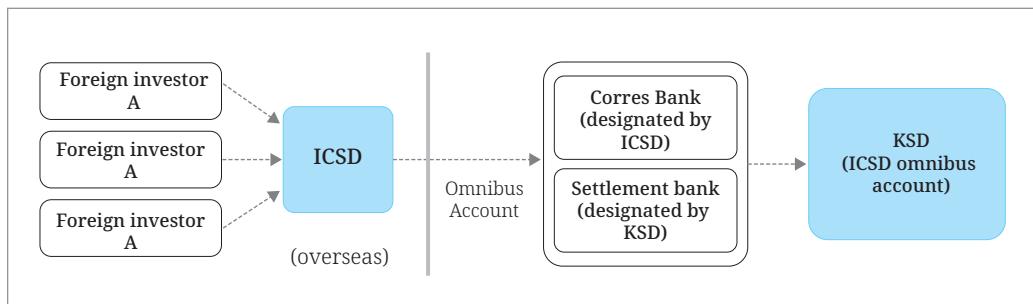 Foreign investor
A
Foreign investor
A
Foreign investor
A
ICSD
(overseas)
Omnibus
Account
Corres Bank
(designated by
ICSD)
Settlement bank
(designated by
KSD)
KSD
(ICSD omnibus
account)